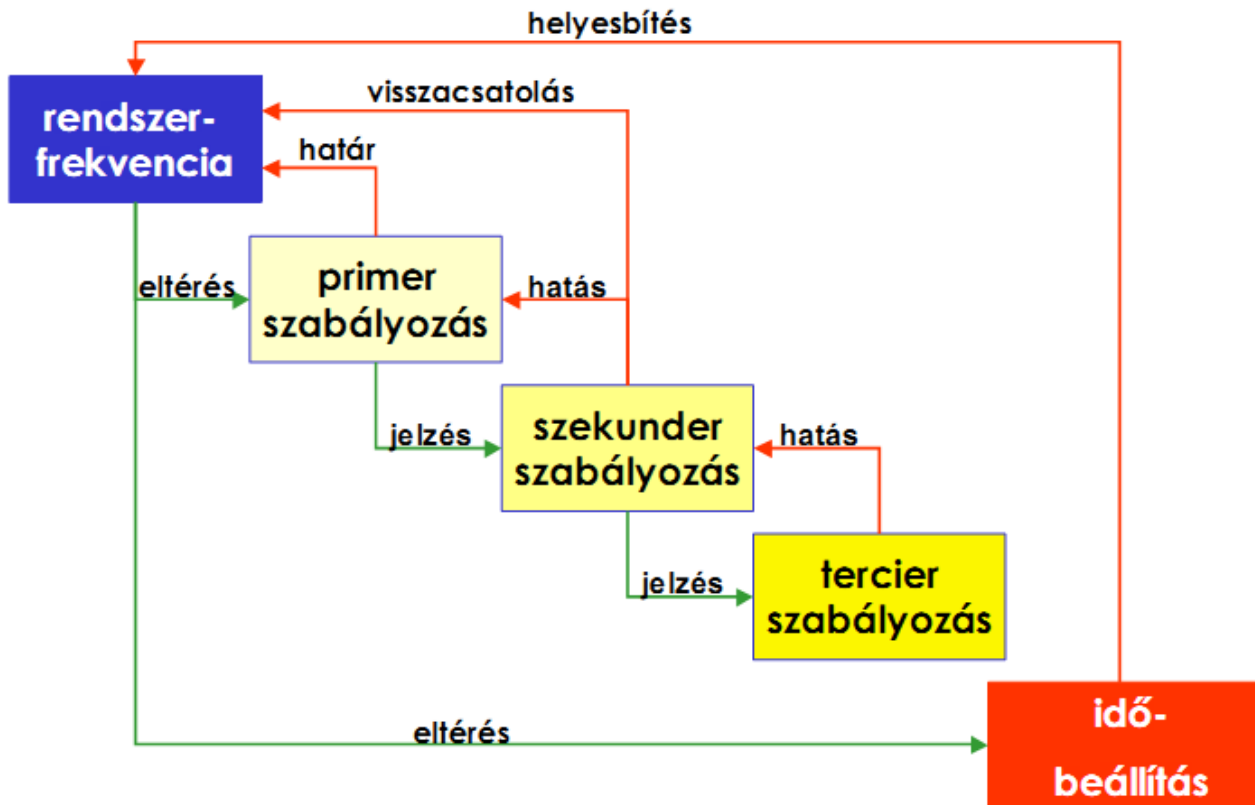 helyesbítés
visszacsatolás
rendszer-
frekvencia
határ
eltérés
primer
szabályozás
hatás
jelzés
szekunder
szabályozás
hatás
jelzés
tercier
szabályozás
eltérés
idő-
beállítás